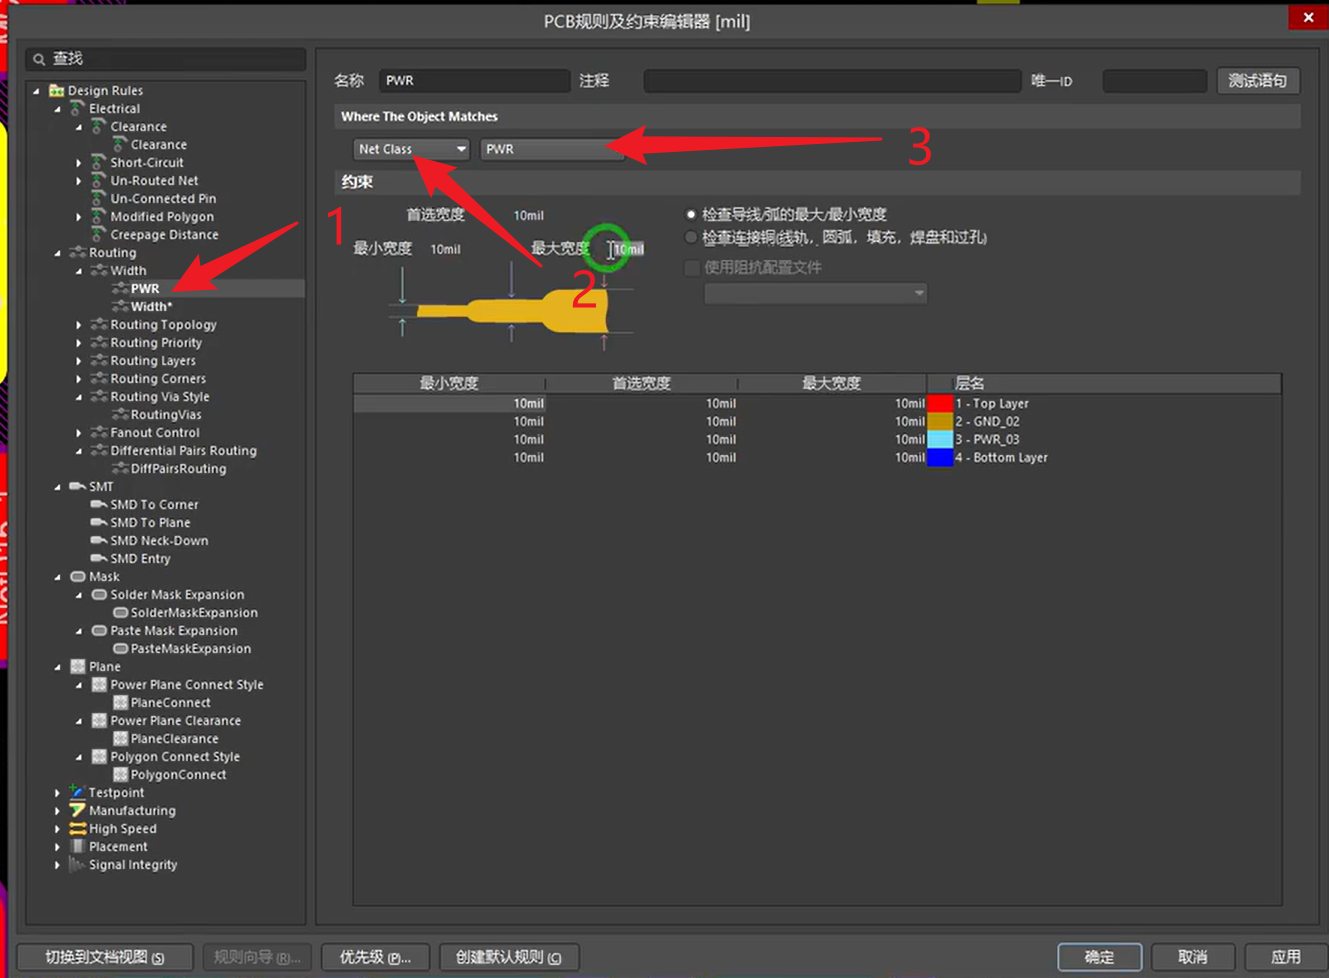 PCB规则及约束编辑器 [mil]
查找
Design Rules
Electrical
Clearance
Clearance
Short-Circuit
Un-Routed Net
Un-Connected Pin
Modified Polygon
Creepage Distance
Routing
Width
PWR
Width*
Routing Topology
Routing Priority
Routing Layers
Routing Corners
Routing Via Style
RoutingVias
Fanout Control
Differential Pairs Routing
DiffPairsRouting
SMT
SMD To Corner
SMD To Plane
SMD Neck-Down
SMD Entry
Mask
Solder Mask Expansion
SolderMaskExpansion
Paste Mask Expansion
PasteMaskExpansion
Plane
Power Plane Connect Style
PlaneConnect
Power Plane Clearance
PlaneClearance
Polygon Connect Style
PolygonConnect
Testpoint
Manufacturing
High Speed
Placement
Signal Integrity
1
名称 PWR 注释 唯一ID 测试语句
Where The Object Matches
Net Class PWR 3
约束
首选宽度 10mil
最小宽度 10mil 最大宽度 10mil
2
检查导线/弧的最大/最小宽度
检查连接铜(线轨，圆弧，填充，焊盘和过孔)
使用阻抗配置文件
最小宽度 首选宽度 最大宽度 层名
10mil 10mil 10mil 1 - Top Layer
10mil 10mil 10mil 2 - GND_02
10mil 10mil 10mil 3 - PWR_03
10mil 10mil 10mil 4 - Bottom Layer
切换到文档视图 (S) 规则向导 (R)... 优先级 (P)... 创建默认规则 (C) 确定 取消 应用